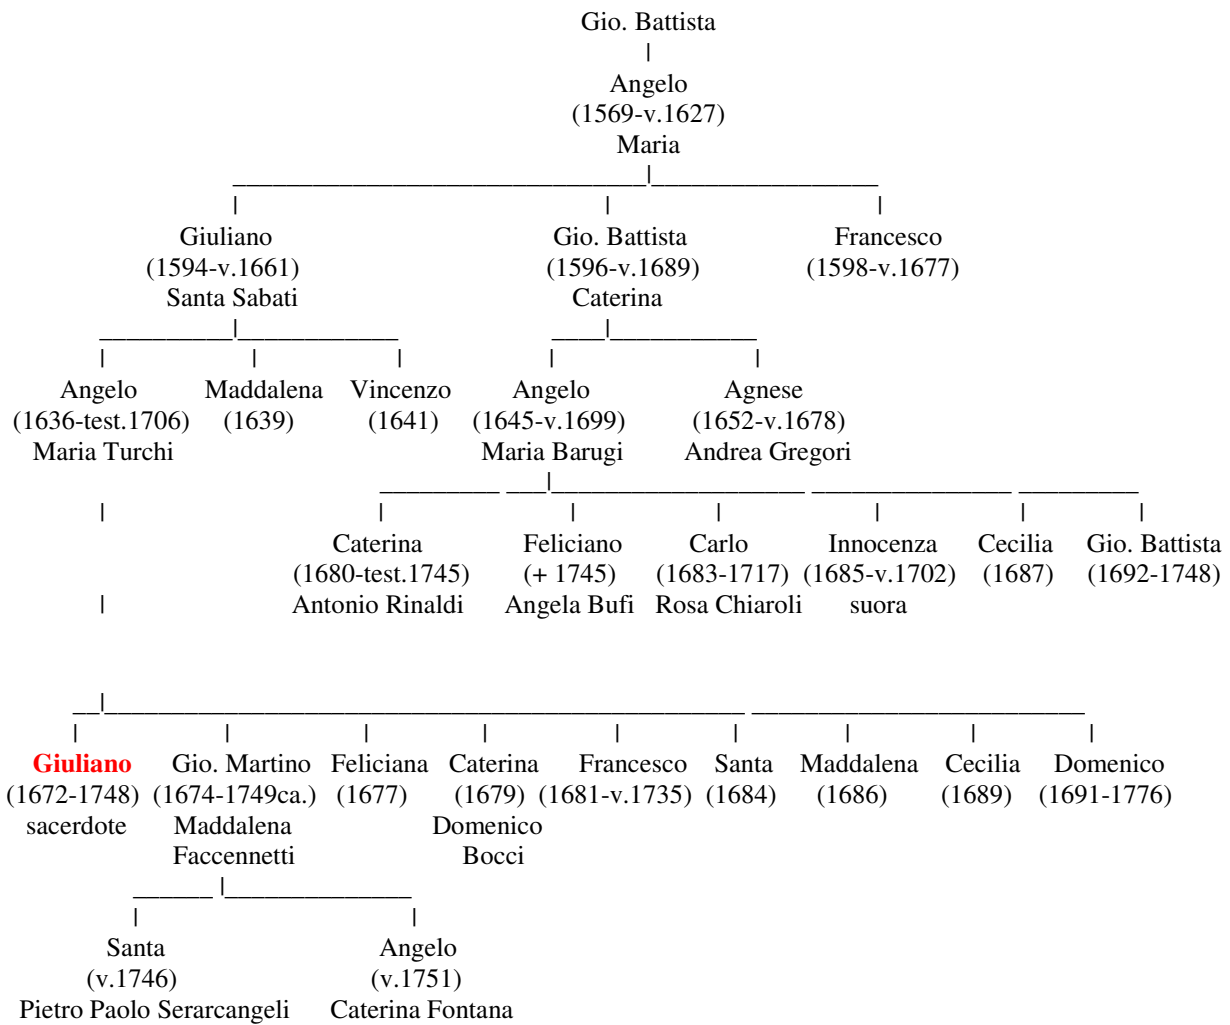 Gio. Battista
Angelo
(1569-v.1627)
Maria
Giuliano Gio. Battista Francesco
(1594-v.1661) (1596-v.1689) (1598-v.1677)
Santa Sabati Caterina
Angelo Maddalena Vincenzo Angelo Agnese
(1636-test.1706) (1639) (1641) (1645-v.1699) (1652-v.1678)
Maria Turchi Maria Barugi Andrea Gregori
Caterina Feliciano Carlo Innocenza Cecilia Gio. Battista
(1680-test.1745) (+ 1745) (1683-1717) (1685-v.1702) (1687) (1692-1748)
Antonio Rinaldi Angela Bufi Rosa Chiaroli suora
Giuliano Gio. Martino Feliciana Caterina Francesco Santa Maddalena Cecilia Domenico
(1672-1748) (1674-1749ca.) (1677) (1679) (1681-v.1735) (1684) (1686) (1689) (1691-1776)
sacerdote Maddalena Domenico
Faccennetti Bocci
Santa Angelo
(v.1746) (v.1751)
Pietro Paolo Serarcangeli Caterina Fontana